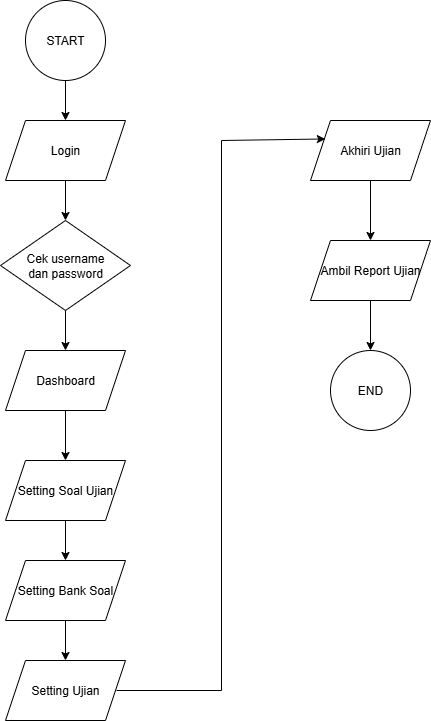 START
Login
Cek username
dan password
Dashboard
Setting Soal Ujian
Setting Bank Soal
Setting Ujian
Akhiri Ujian
Ambil Report Ujian
END